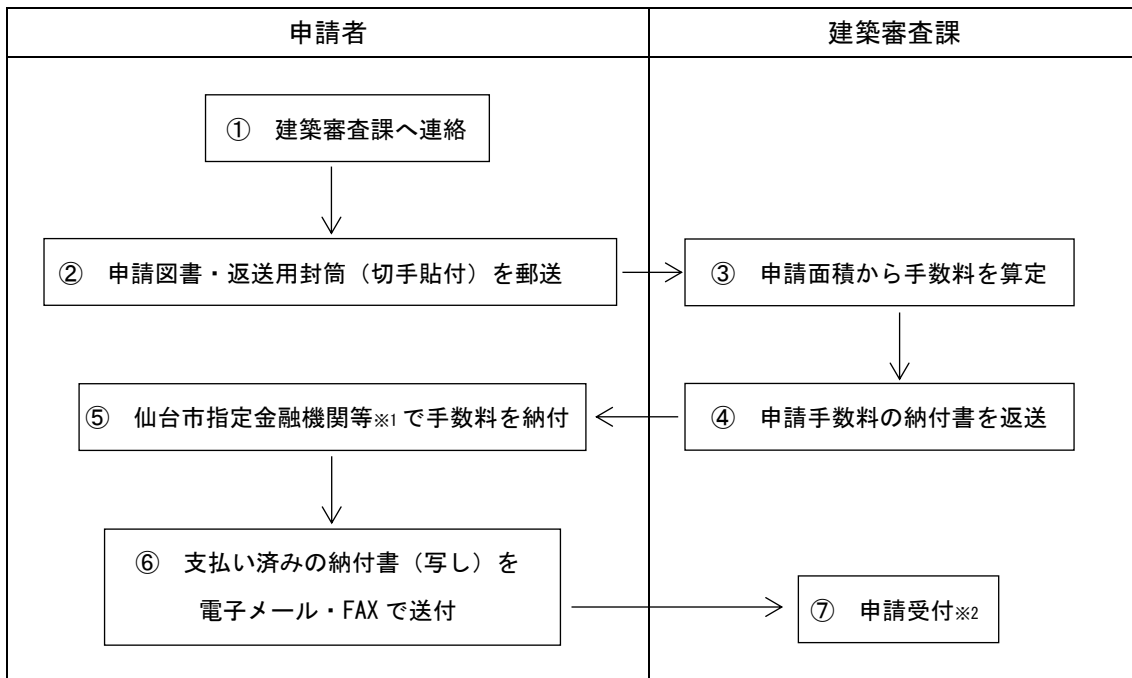 申請者
建築審査課
① 建築審査課へ連絡
② 申請図書・返送用封筒（切手貼付）を郵送
③ 申請面積から手数料を算定
④ 申請手数料の納付書を返送
⑤ 仙台市指定金融機関等※1で手数料を納付
⑥ 支払い済みの納付書（写し）を
電子メール・FAXで送付
⑦ 申請受付※2